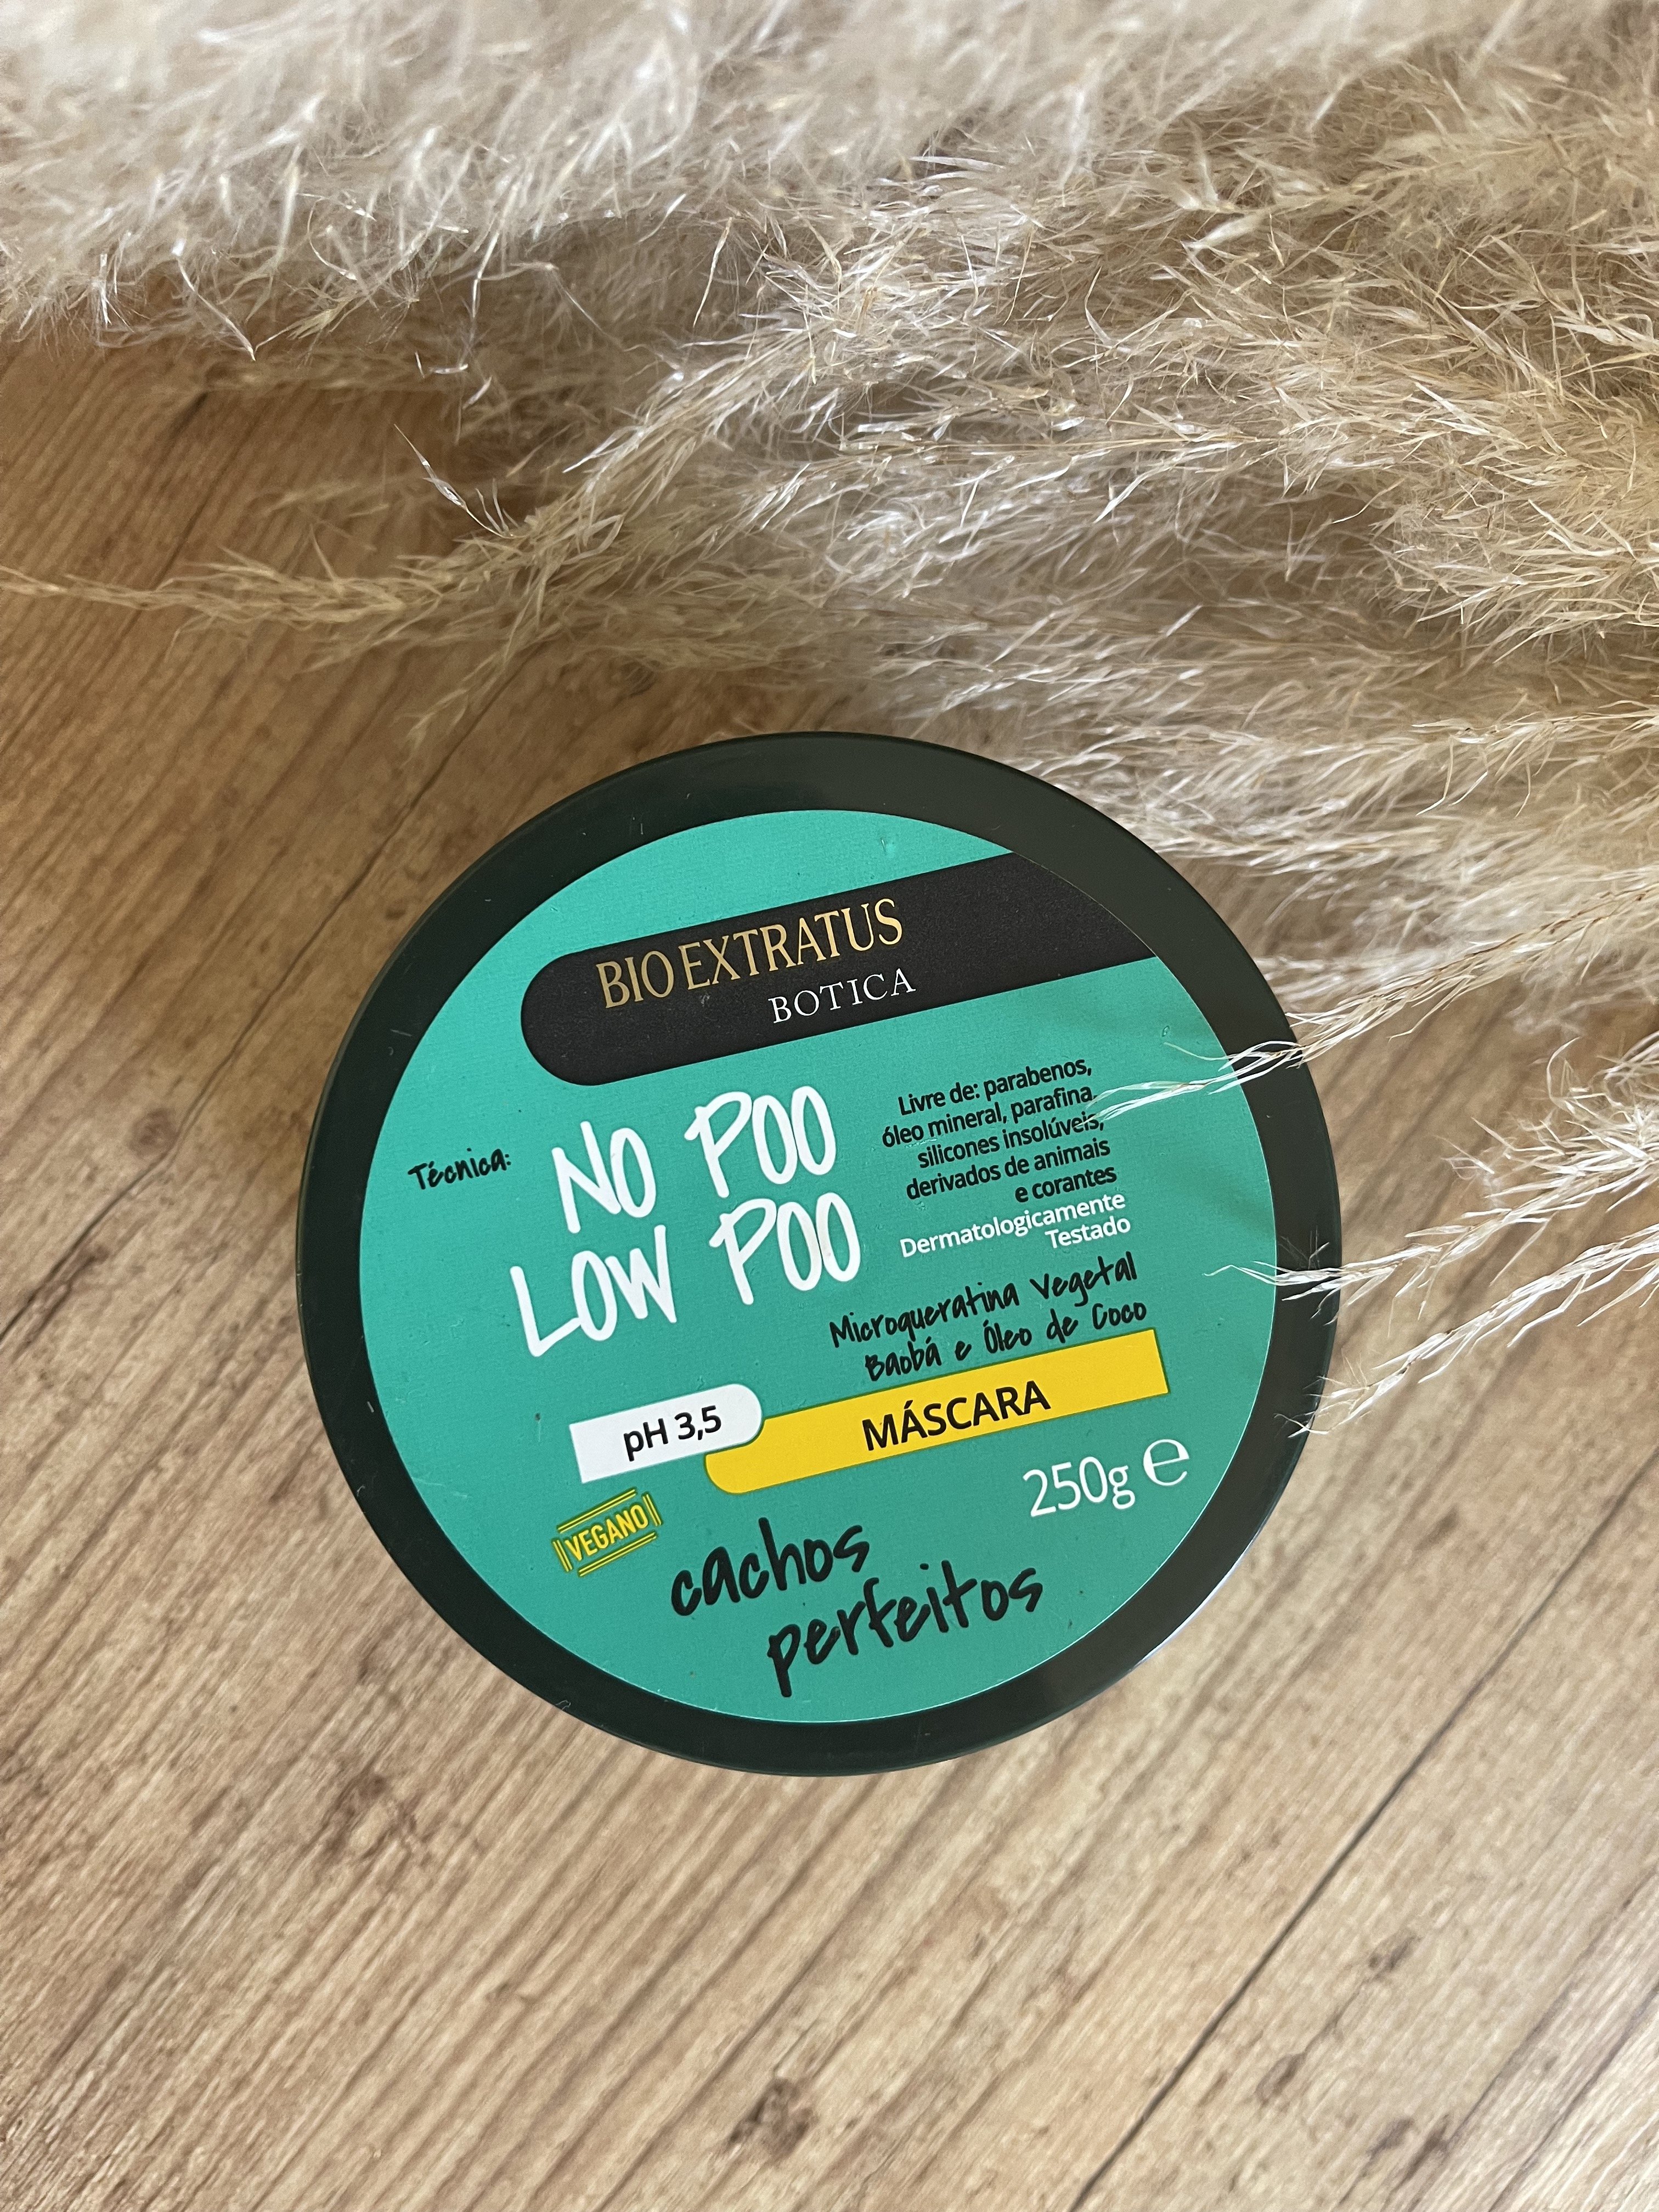 BIO EXTRATUS
BOTICA
Técnica:
NO POO
LOW POO
Livre de: parabenos,
óleo mineral, parafina,
silicones insolúveis,
derivados de animais
e corantes
Dermatologicamente
Testado
Microqueratina Vegetal
Baobá e Óleo de Coco
pH 3,5
MÁSCARA
250g ℮
VEGANO
cachos
perfeitos